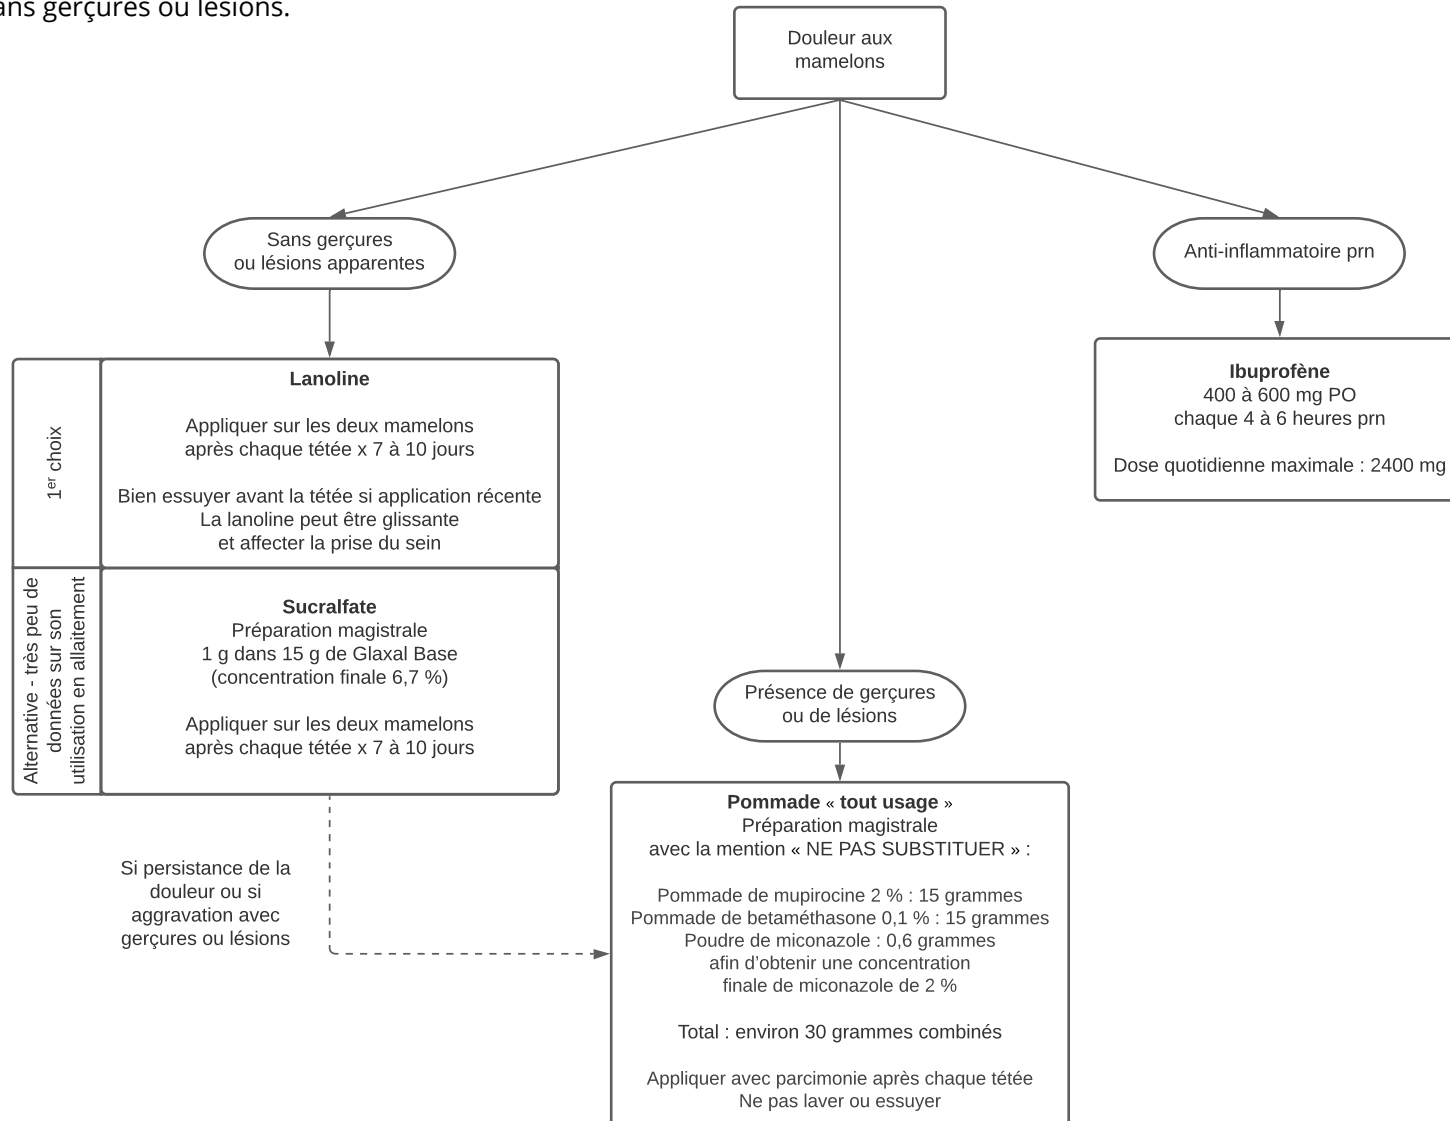 ans gerçures ou lésions.
Douleur aux
mamelons
Sans gerçures
ou lésions apparentes
Anti-inflammatoire prn
1er choix
Lanoline
Appliquer sur les deux mamelons
après chaque tétée x 7 à 10 jours
Bien essuyer avant la tétée si application récente
La lanoline peut être glissante
et affecter la prise du sein
Ibuprofène
400 à 600 mg PO
chaque 4 à 6 heures prn
Dose quotidienne maximale : 2400 mg
Alternative - très peu de
données sur son
utilisation en allaitement
Sucralfate
Préparation magistrale
1 g dans 15 g de Glaxal Base
(concentration finale 6,7 %)
Appliquer sur les deux mamelons
après chaque tétée x 7 à 10 jours
Présence de gerçures
ou de lésions
Si persistance de la
douleur ou si
aggravation avec
gerçures ou lésions
Pommade « tout usage »
Préparation magistrale
avec la mention « NE PAS SUBSTITUER » :
Pommade de mupirocine 2 % : 15 grammes
Pommade de betaméthasone 0,1 % : 15 grammes
Poudre de miconazole : 0,6 grammes
afin d’obtenir une concentration
finale de miconazole de 2 %
Total : environ 30 grammes combinés
Appliquer avec parcimonie après chaque tétée
Ne pas laver ou essuyer